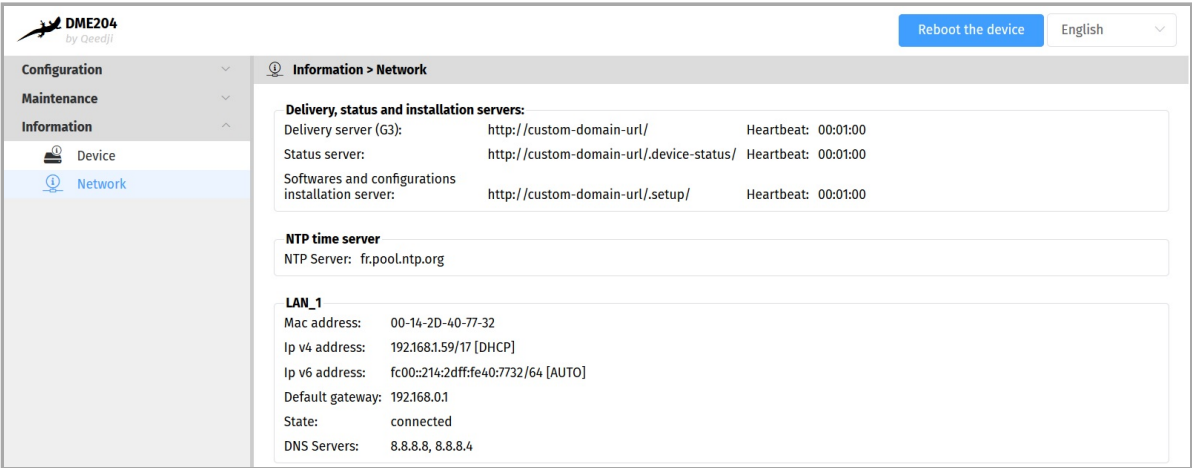 DME204
by Qeedji
Reboot the device
English
Configuration
Maintenance
Information
Device
Network
Information > Network
Delivery, status and installation servers:
Delivery server (G3): http://custom-domain-url/ Heartbeat: 00:01:00
Status server: http://custom-domain-url/.device-status/ Heartbeat: 00:01:00
Softwares and configurations
installation server: http://custom-domain-url/.setup/ Heartbeat: 00:01:00
NTP time server
NTP Server: fr.pool.ntp.org
LAN_1
Mac address: 00-14-2D-40-77-32
Ip v4 address: 192.168.1.59/17 [DHCP]
Ip v6 address: fc00::214:2dff:fe40:7732/64 [AUTO]
Default gateway: 192.168.0.1
State: connected
DNS Servers: 8.8.8.8, 8.8.8.4